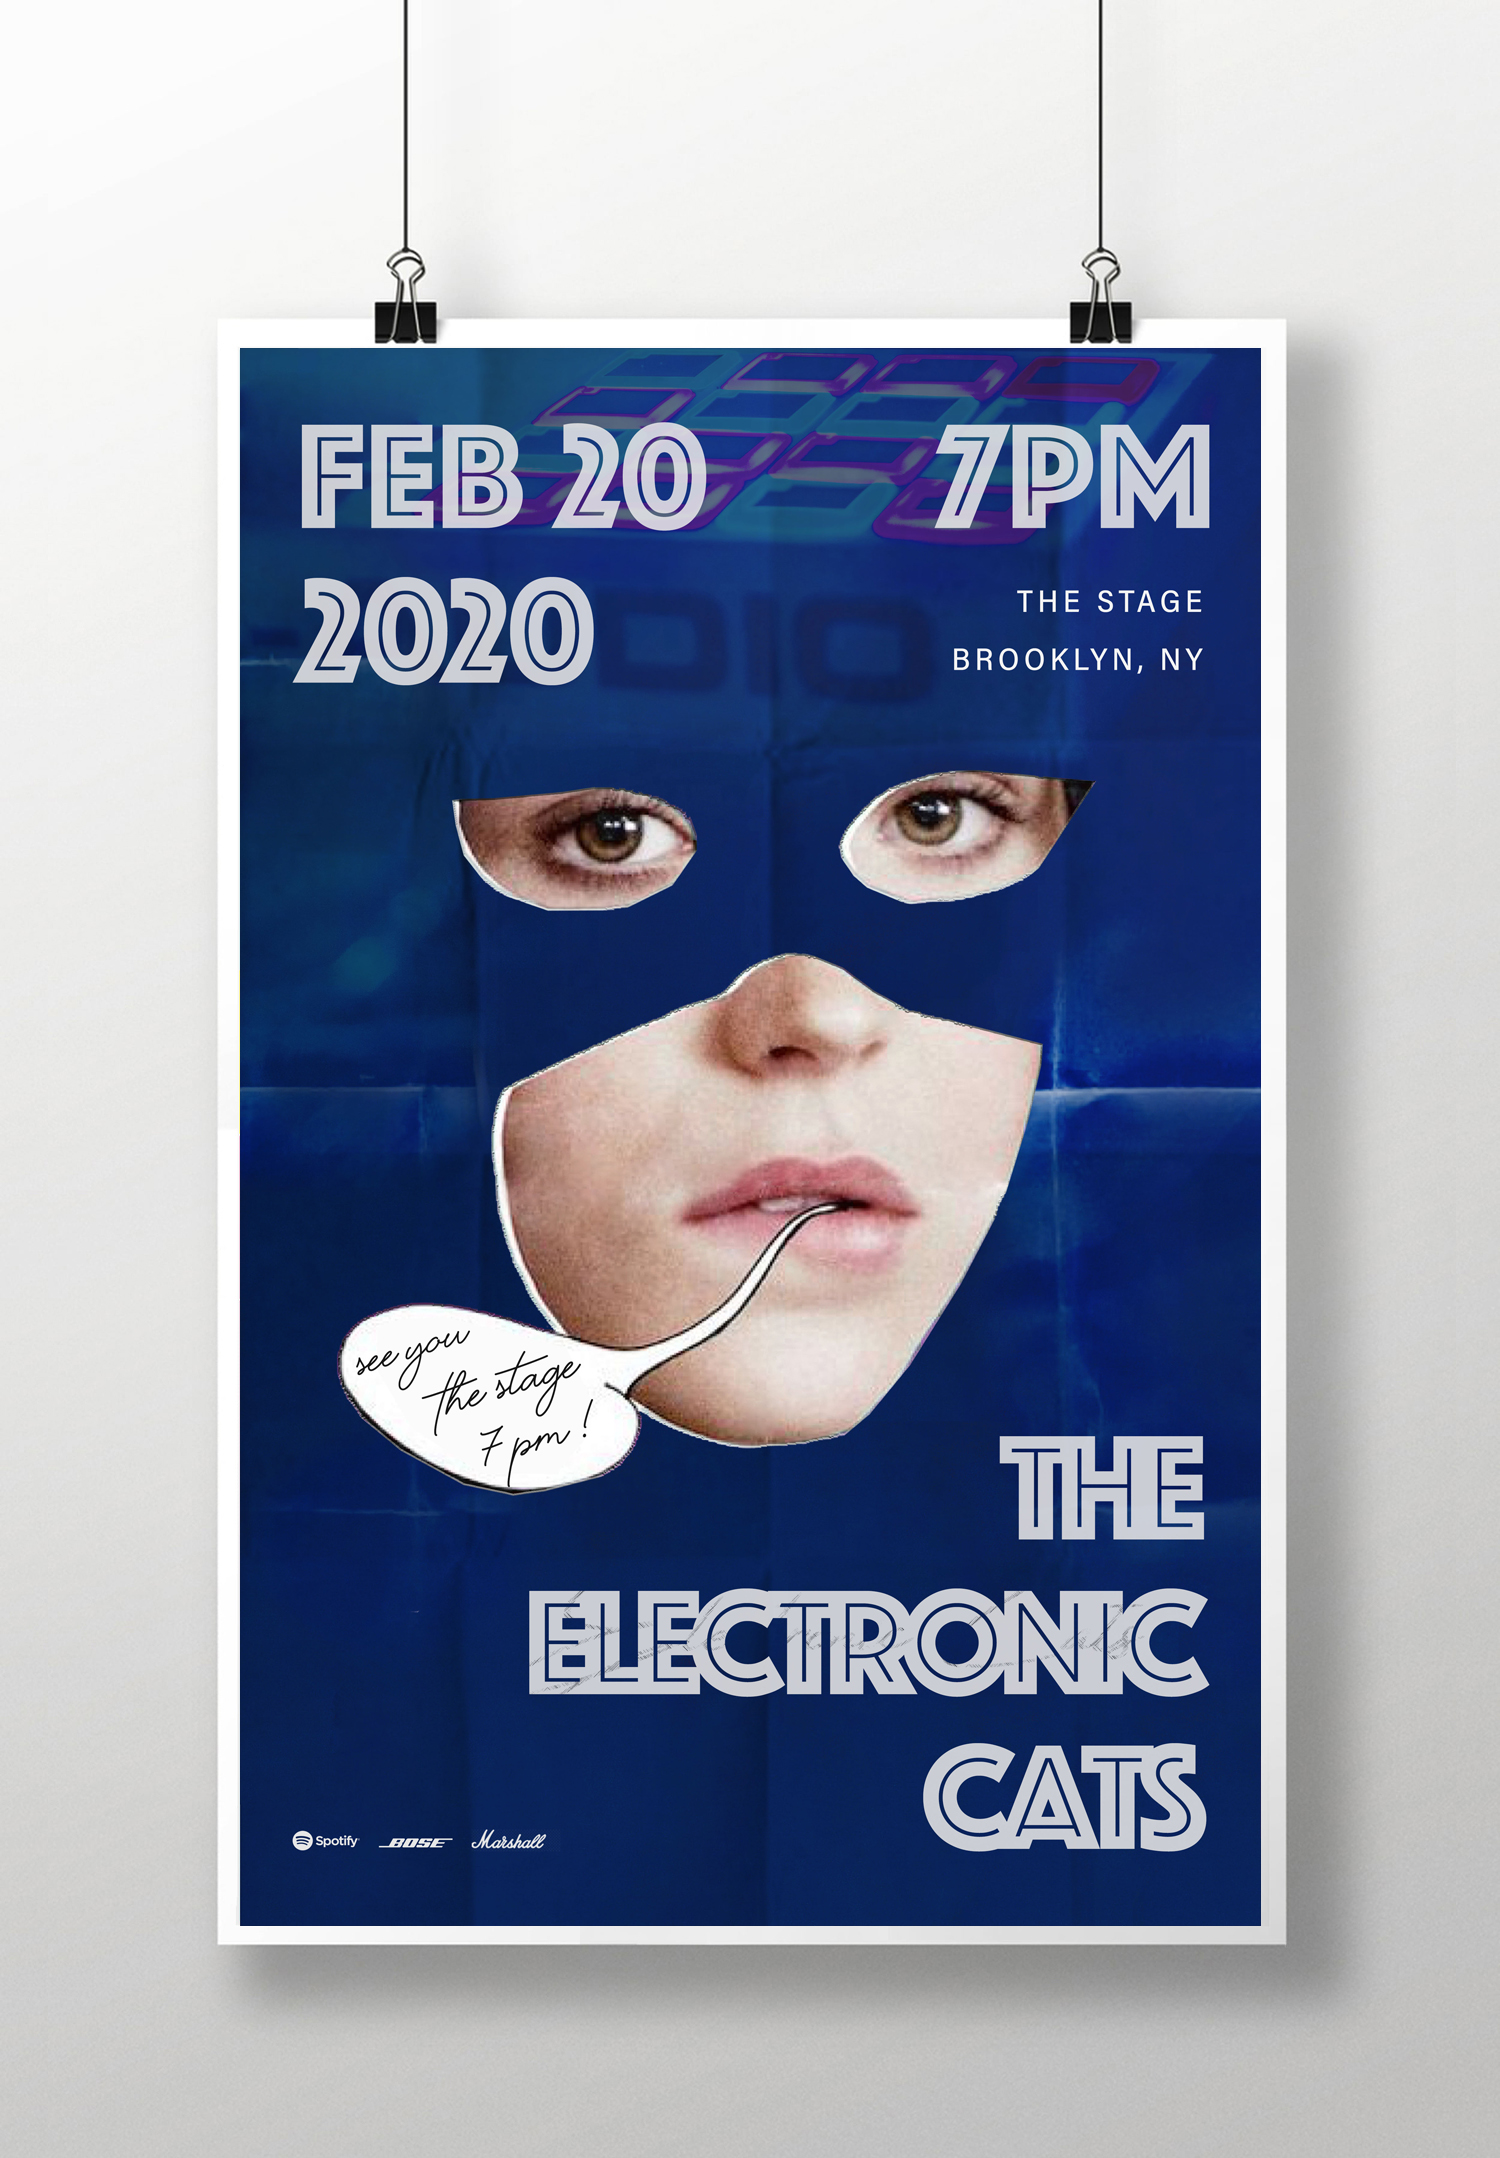 FEB 20
2020
7PM
THE STAGE
BROOKLYN, NY
DIO
see you
the stage
7 pm !
THE
ELECTRONIC
CATS
Spotify
BOSE
Marshall